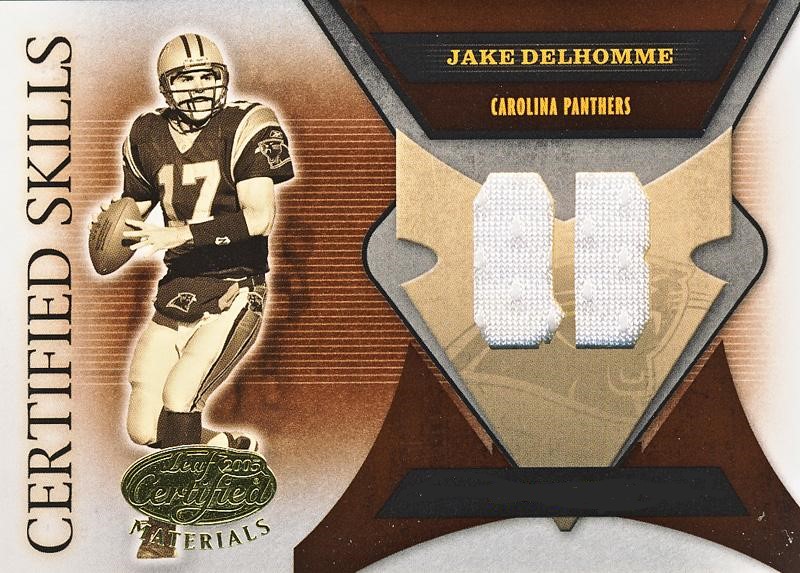 CERTIFIED SKILLS
JAKE DELHOMME
CAROLINA PANTHERS
17
Leaf 2005
Certified
MATERIALS